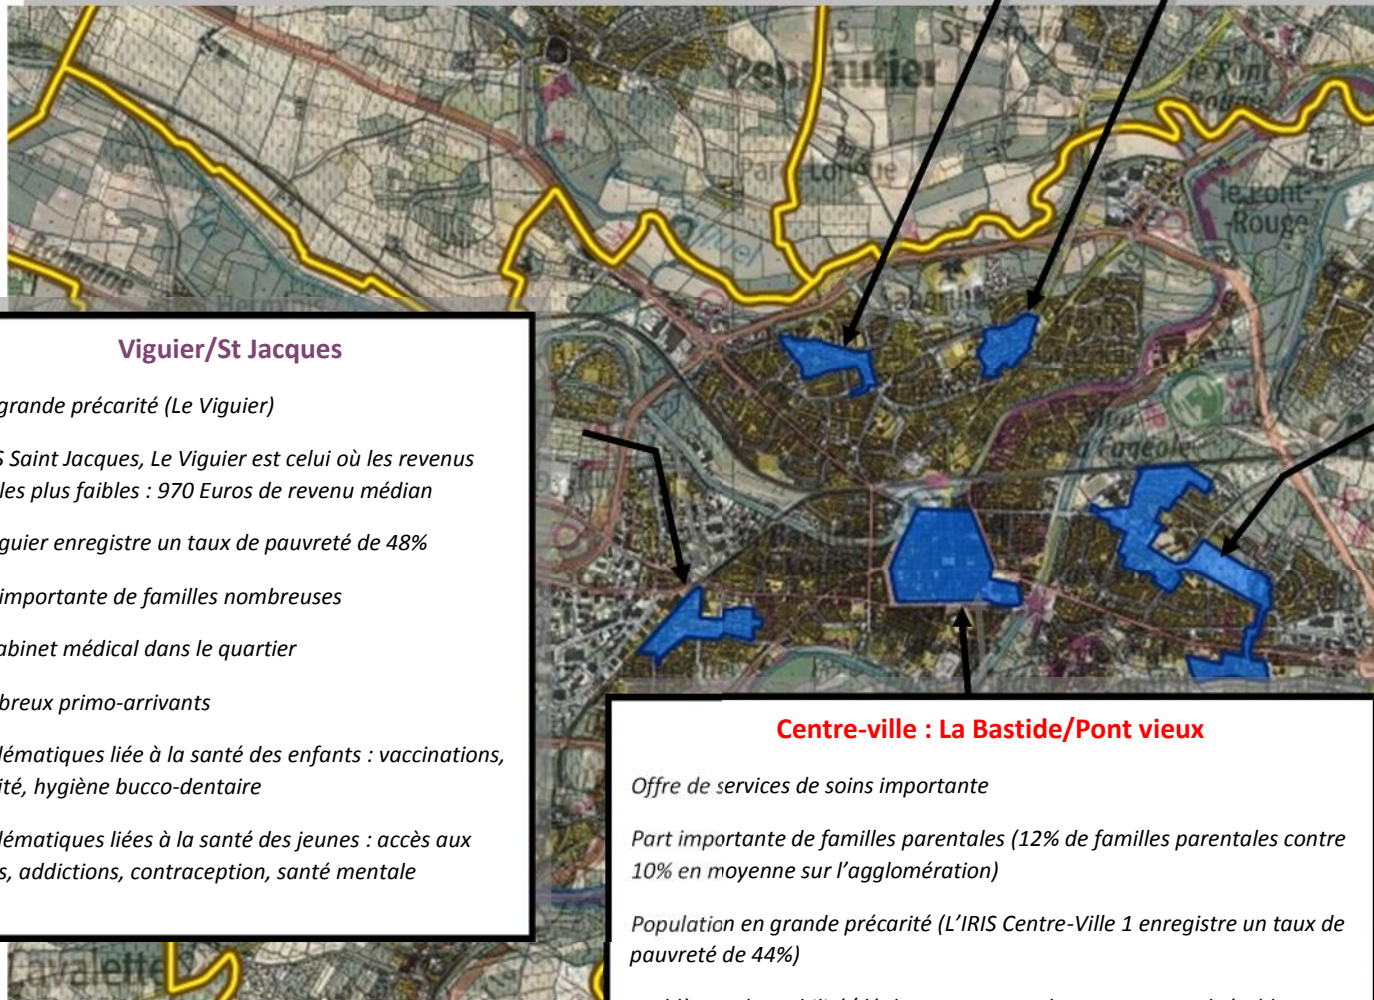 St-Bernard
Pennautier
le Pont
Rouge
le-Pont-
-Rouge
Romaine
Viguier/St Jacques
grande précarité (Le Viguier)
S Saint Jacques, Le Viguier est celui où les revenus
les plus faibles : 970 Euros de revenu médian
guier enregistre un taux de pauvreté de 48%
importante de familles nombreuses
abinet médical dans le quartier
breux primo-arrivants
lématiques liée à la santé des enfants : vaccinations,
ité, hygiène bucco-dentaire
lématiques liées à la santé des jeunes : accès aux
s, addictions, contraception, santé mentale
Centre-ville : La Bastide/Pont vieux
Offre de services de soins importante
Part importante de familles parentales (12% de familles parentales contre
10% en moyenne sur l’agglomération)
Population en grande précarité (L’IRIS Centre-Ville 1 enregistre un taux de
pauvreté de 44%)